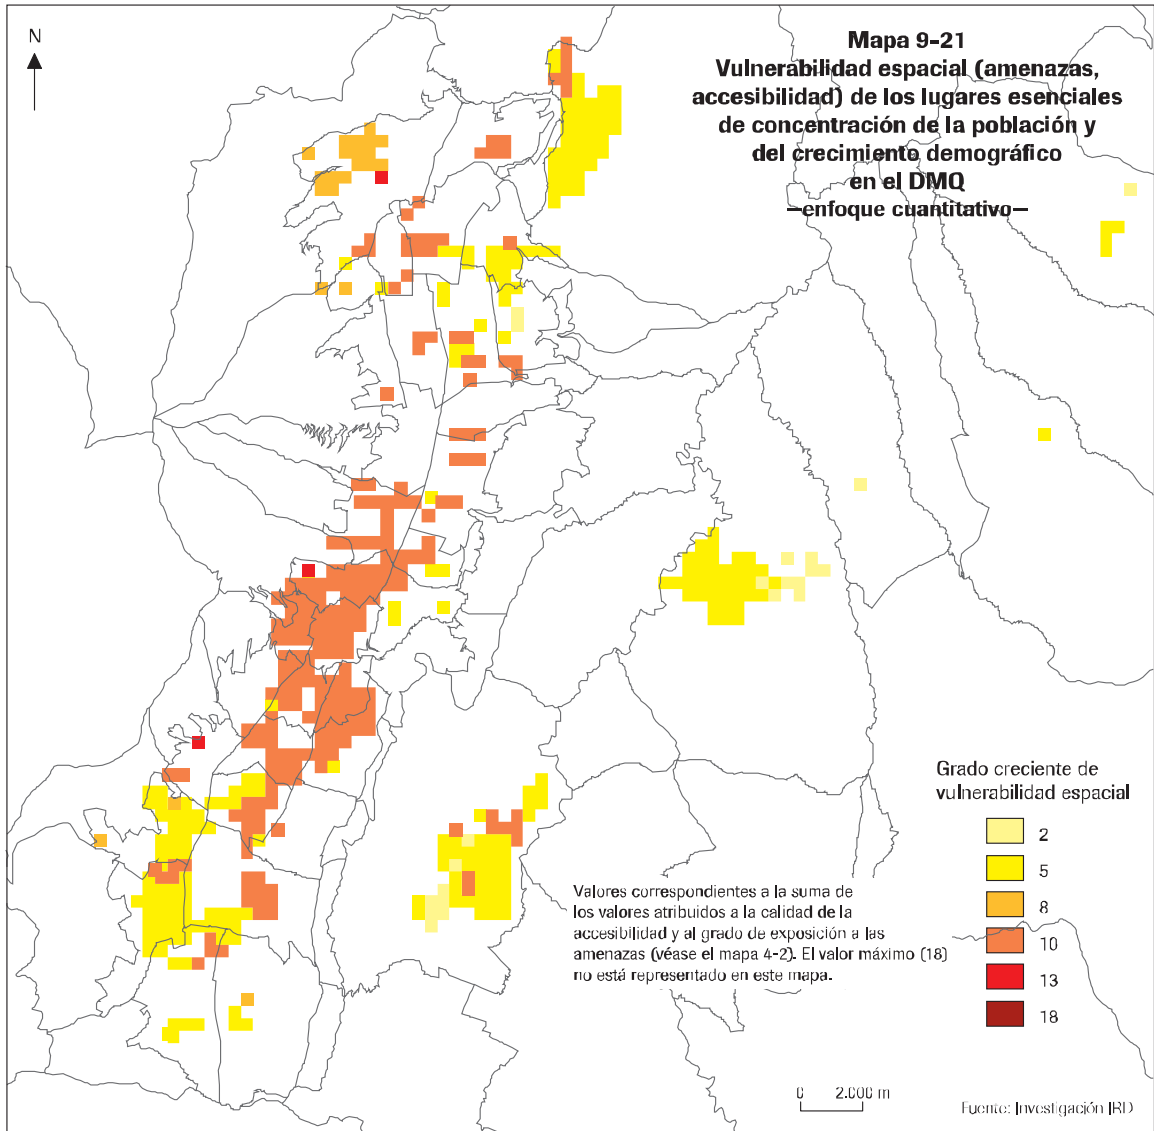 N
Mapa 9-21
Vulnerabilidad espacial (amenazas,
accesibilidad) de los lugares esenciales
de concentración de la población y
del crecimiento demográfico
en el DMQ
—enfoque cuantitativo—
Grado creciente de
vulnerabilidad espacial
2
5
8
10
13
18
Valores correspondientes a la suma de
los valores atribuidos a la calidad de la
accesibilidad y al grado de exposición a las
amenazas (véase el mapa 4-2). El valor máximo (18)
no está representado en este mapa.
0 2.000 m
Fuente: Investigación IRD